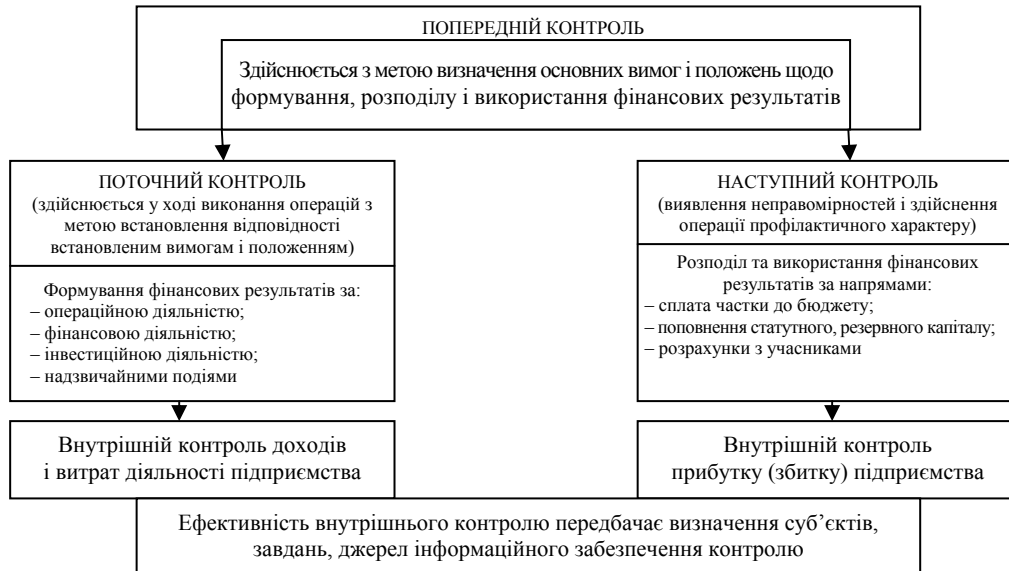 ПОПЕРЕДНІЙ КОНТРОЛЬ
Здійснюється з метою визначення основних вимог і положень щодо
формування, розподілу і використання фінансових результатів
ПОТОЧНИЙ КОНТРОЛЬ
(здійснюється у ході виконання операцій з
метою встановлення відповідності
встановленим вимогам і положенням)
Формування фінансових результатів за:
– операційною діяльністю;
– фінансовою діяльністю;
– інвестиційною діяльністю;
– надзвичайними подіями
Внутрішній контроль доходів
і витрат діяльності підприємства
НАСТУПНИЙ КОНТРОЛЬ
(виявлення неправомірностей і здійснення
операції профілактичного характеру)
Розподіл та використання фінансових
результатів за напрямами:
– сплата частки до бюджету;
– поповнення статутного, резервного капіталу;
– розрахунки з учасниками
Внутрішній контроль
прибутку (збитку) підприємства
Ефективність внутрішнього контролю передбачає визначення суб’єктів,
завдань, джерел інформаційного забезпечення контролю